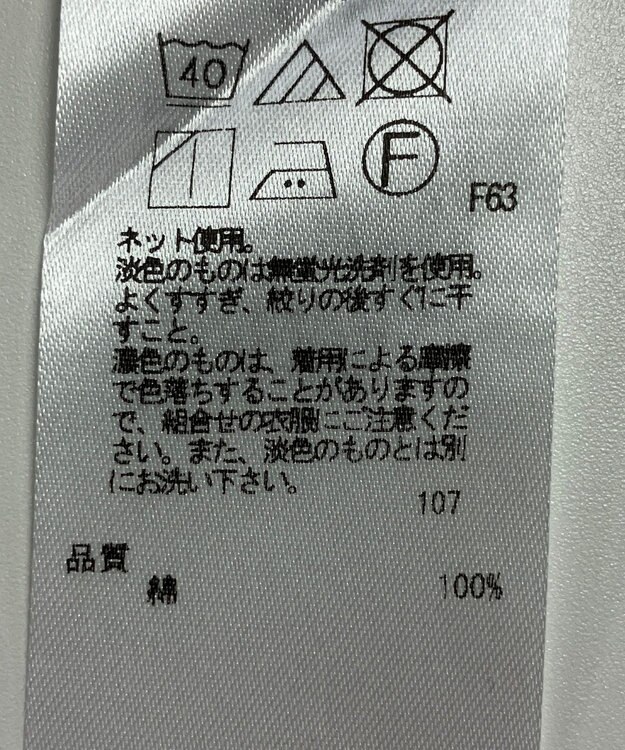 40
F
F63
ネット使用。
淡色のものは無蛍光洗剤を使用。
よくすすぎ、絞りの後すぐに干
すこと。
濃色のものは、着用による摩擦
で色落ちすることがありますの
で、組合せの衣服にご注意くだ
さい。また、淡色のものとは別
にお洗い下さい。
107
品質
綿 100%